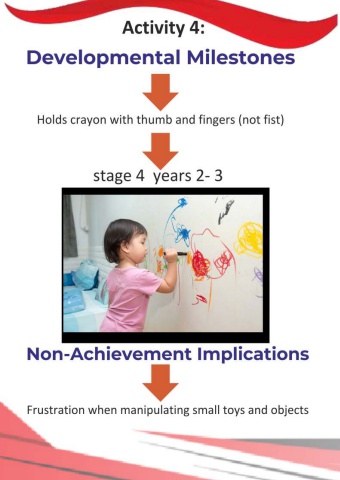 Activity 4:
Developmental Milestones
Holds crayon with thumb and fingers (not fist)
stage 4  years 2- 3
Non-Achievement Implications
Frustration when manipulating small toys and objects